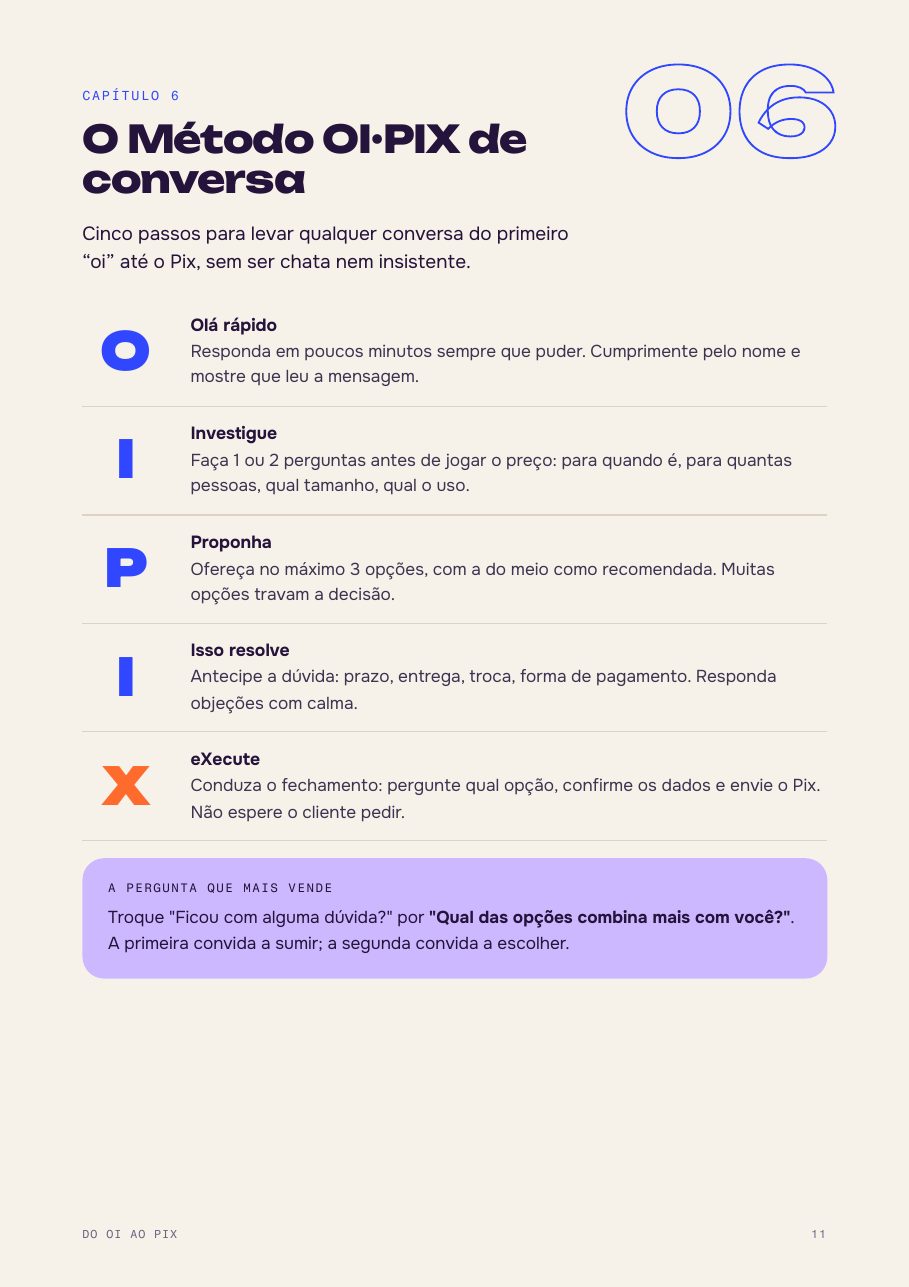 CAPÍTULO 6
06
O Método OI·PIX de
conversa
Cinco passos para levar qualquer conversa do primeiro
“oi” até o Pix, sem ser chata nem insistente.
O
Olá rápido
Responda em poucos minutos sempre que puder. Cumprimente pelo nome e
mostre que leu a mensagem.
I
Investigue
Faça 1 ou 2 perguntas antes de jogar o preço: para quando é, para quantas
pessoas, qual tamanho, qual o uso.
P
Proponha
Ofereça no máximo 3 opções, com a do meio como recomendada. Muitas
opções travam a decisão.
I
Isso resolve
Antecipe a dúvida: prazo, entrega, troca, forma de pagamento. Responda
objeções com calma.
X
eXecute
Conduza o fechamento: pergunte qual opção, confirme os dados e envie o Pix.
Não espere o cliente pedir.
A PERGUNTA QUE MAIS VENDE
Troque "Ficou com alguma dúvida?" por "Qual das opções combina mais com você?".
A primeira convida a sumir; a segunda convida a escolher.
DO OI AO PIX
11